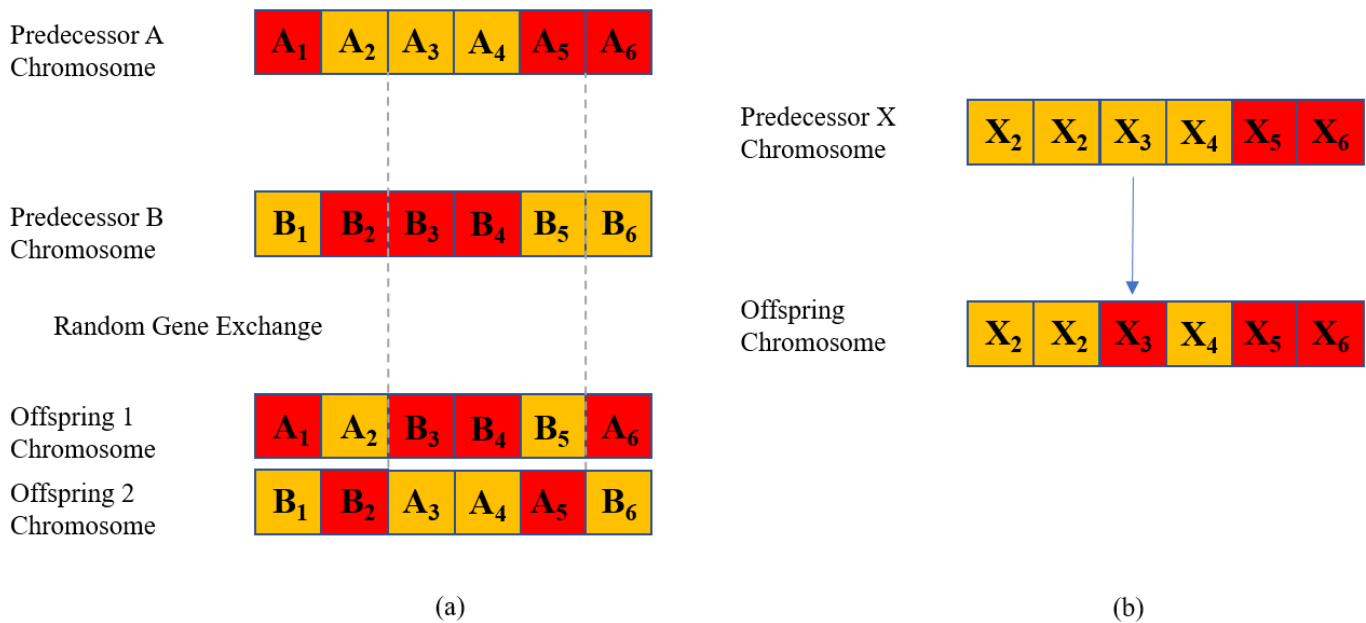 Predecessor A
Chromosome
A₁ A₂ A₃ A₄ A₅ A₆
Predecessor B
Chromosome
B₁ B₂ B₃ B₄ B₅ B₆
Random Gene Exchange
Offspring 1
Chromosome
A₁ A₂ B₃ B₄ B₅ A₆
Offspring 2
Chromosome
B₁ B₂ A₃ A₄ A₅ B₆
(a)
Predecessor X
Chromosome
X₂ X₂ X₃ X₄ X₅ X₆
Offspring
Chromosome
X₂ X₂ X₃ X₄ X₅ X₆
(b)